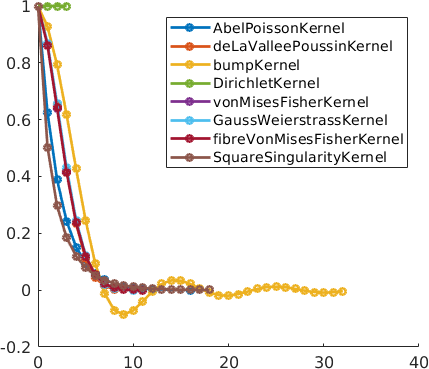 1
0.8
0.6
0.4
0.2
0
-0.2
0
10
20
30
40
AbelPoissonKernel
deLaValleePoussinKernel
bumpKernel
DirichletKernel
vonMisesFisherKernel
GaussWeierstrassKernel
fibreVonMisesFisherKernel
SquareSingularityKernel